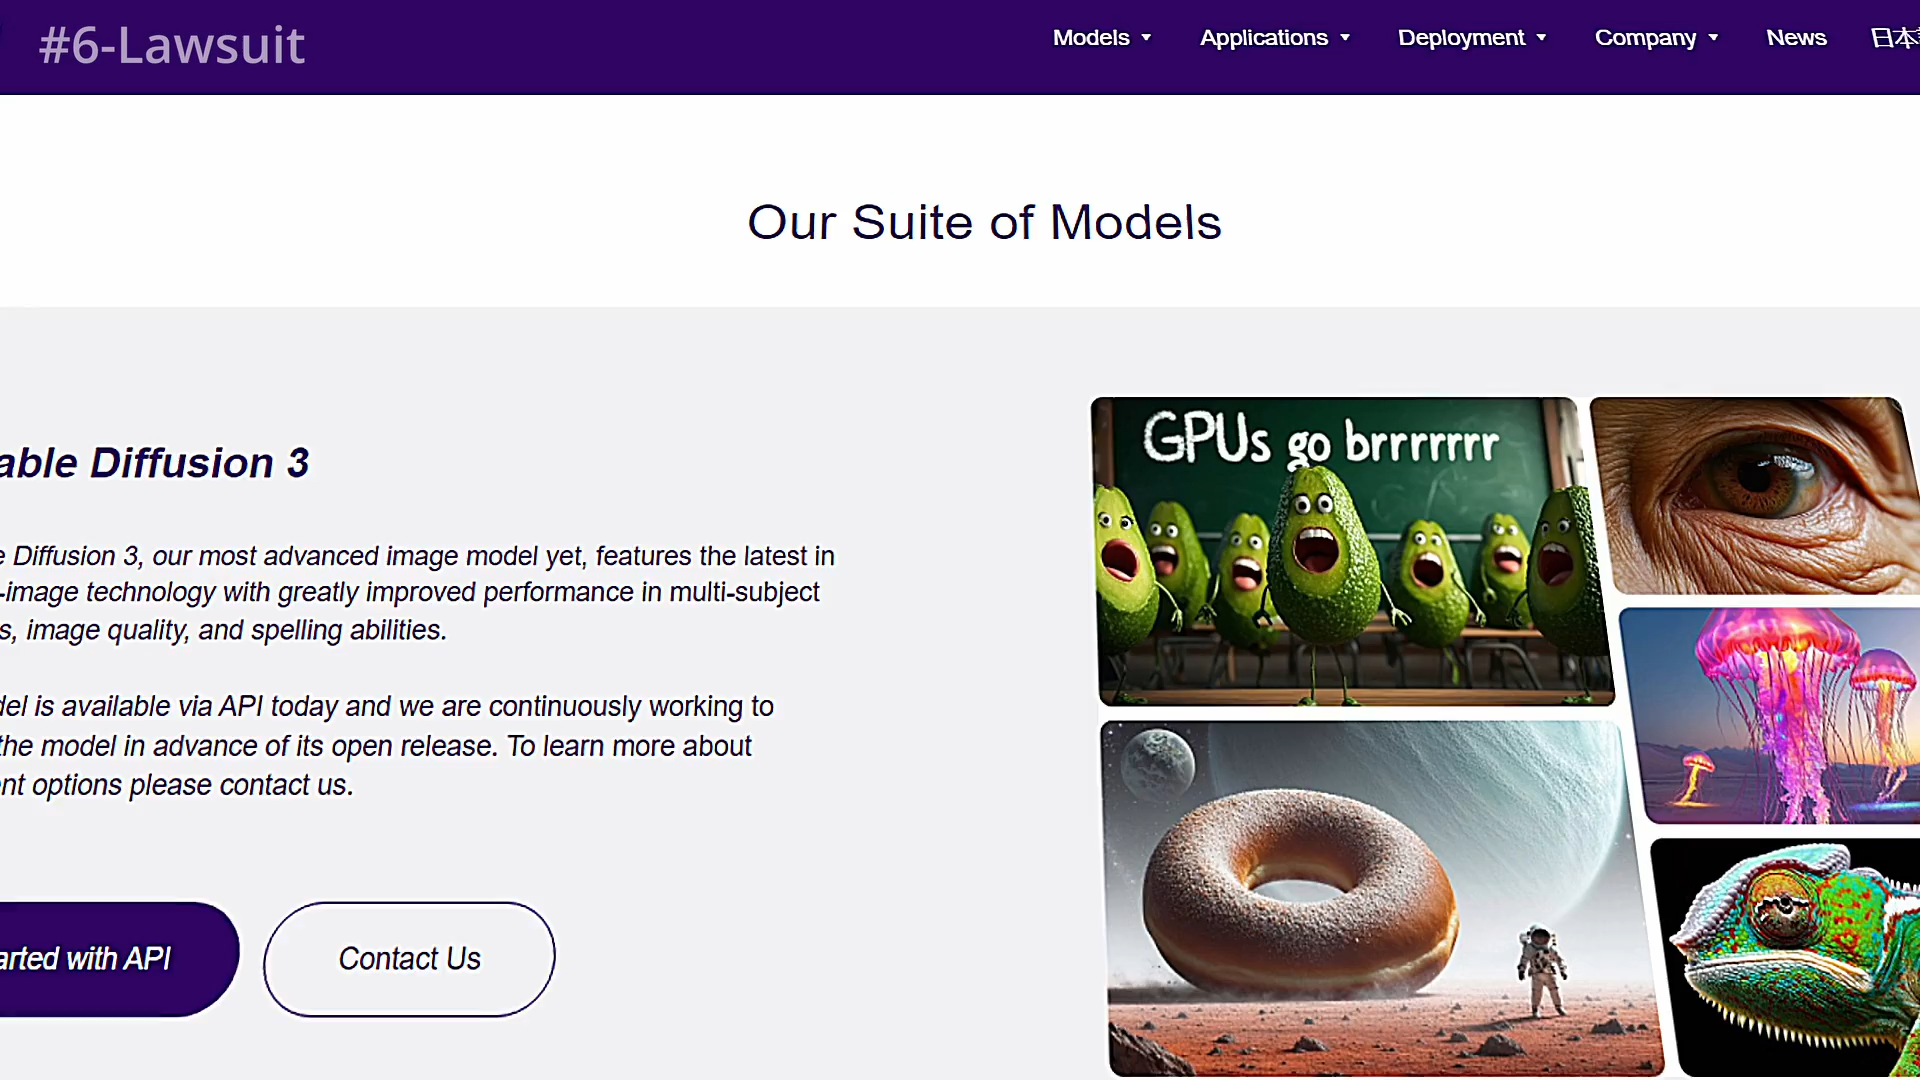 #6-Lawsuit
Models
Applications
Deployment
Company
News
日本
Our Suite of Models
GPUs go brrrrrrr
able Diffusion 3
e Diffusion 3, our most advanced image model yet, features the latest in
-image technology with greatly improved performance in multi-subject
s, image quality, and spelling abilities.
del is available via API today and we are continuously working to
the model in advance of its open release. To learn more about
nt options please contact us.
arted with API
Contact Us